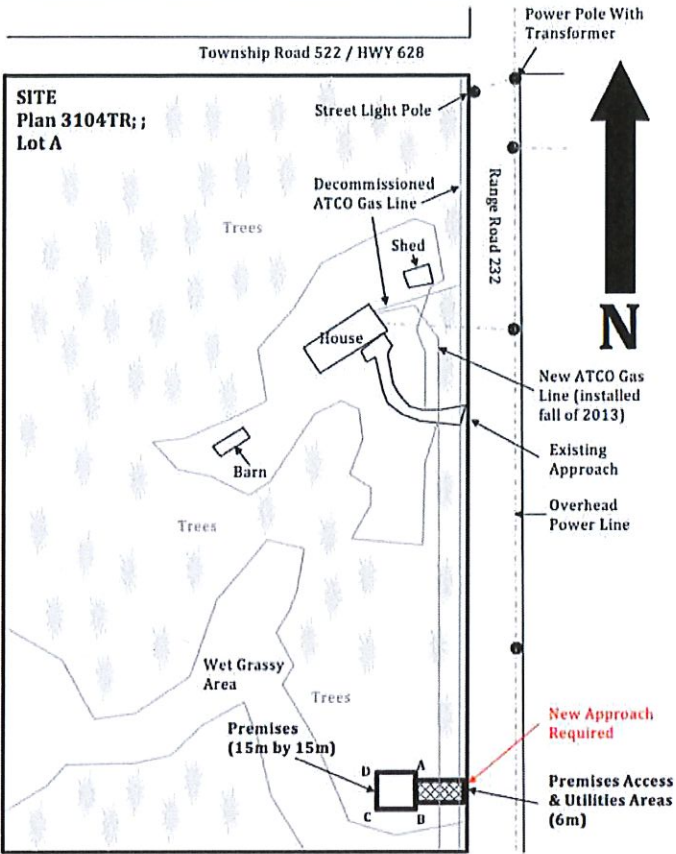 Power Pole With
Transformer
Township Road 522 / HWY 628
SITE
Plan 3104TR; ;
Lot A
Street Light Pole
Decommissioned
ATCO Gas Line
Range Road 232
Trees
Shed
N
House
New ATCO Gas
Line (installed
fall of 2013)
Existing
Approach
Barn
Overhead
Power Line
Trees
Wet Grassy
Area
Trees
New Approach
Required
Premises
(15m by 15m)
D
A
Premises Access
& Utilities Areas
(6m)
C
B